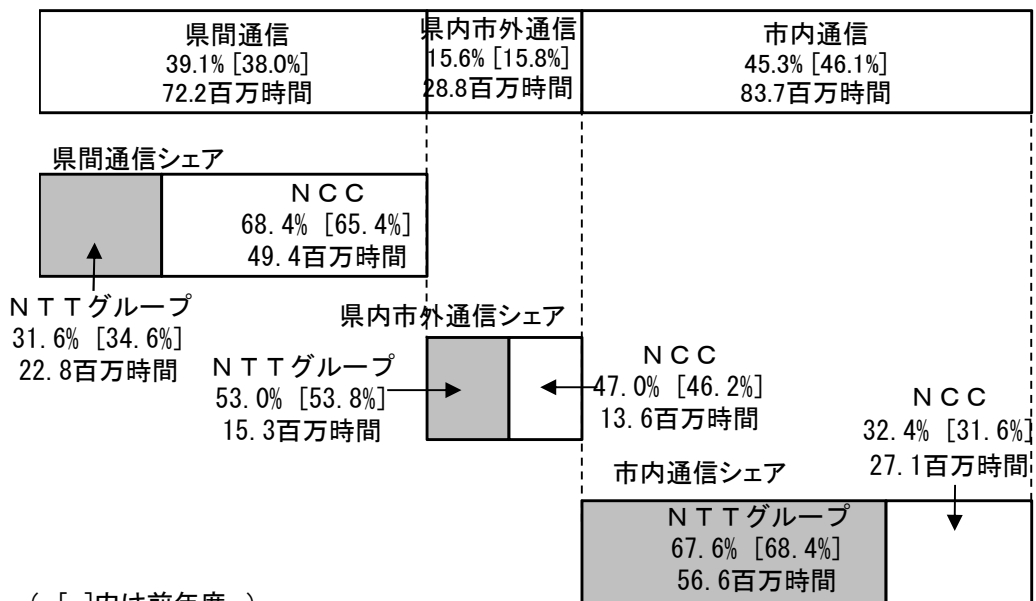 県間通信
39.1% [38.0%]
72.2百万時間
県内市外通信
15.6% [15.8%]
28.8百万時間
市内通信
45.3% [46.1%]
83.7百万時間
県間通信シェア
ＮＣＣ
68.4% [65.4%]
49.4百万時間
ＮＴＴグループ
31.6% [34.6%]
22.8百万時間
県内市外通信シェア
ＮＴＴグループ
53.0% [53.8%]
15.3百万時間
ＮＣＣ
47.0% [46.2%]
13.6百万時間
ＮＣＣ
32.4% [31.6%]
27.1百万時間
市内通信シェア
ＮＴＴグループ
67.6% [68.4%]
56.6百万時間
( [ ]内は前年度 )